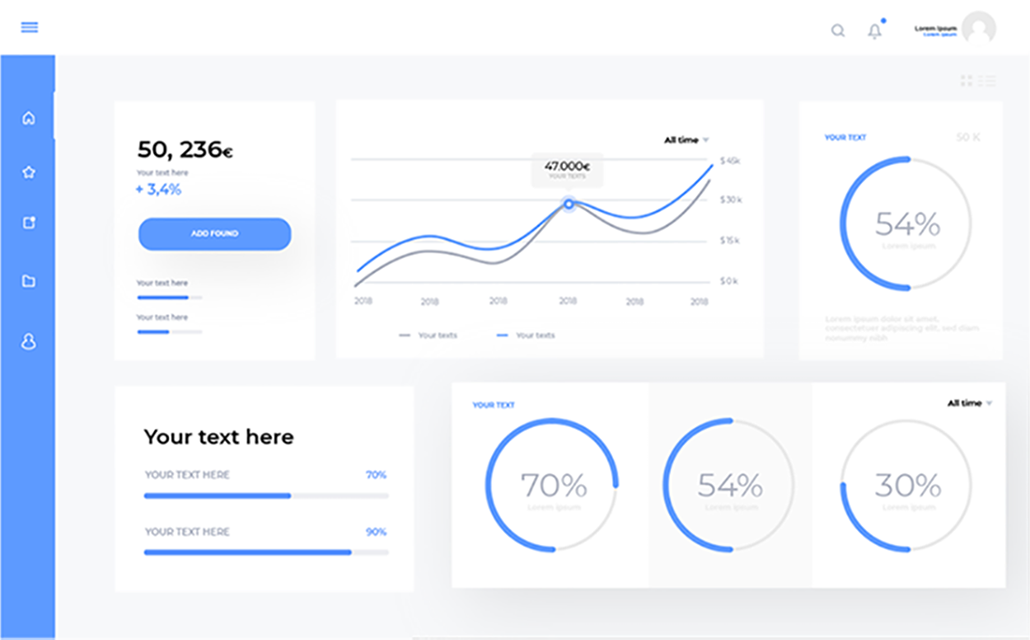 Lorem Ipsum
Lorem Ipsum
50, 236€
Your text here
+ 3,4%
ADD FOUND
Your text here
Your text here
All time
47.000€
YOUR TEXTS
$ 45k
$ 30 k
$ 15 k
$ 0 k
2018 2018 2018 2018 2018 2018
Your texts Your texts
YOUR TEXT 50 K
54%
Lorem Ipsum
Lorem ipsum dolor sit amet,
consectetuer adipiscing elit, sed diam
nonummy nibh
Your text here
YOUR TEXT HERE 70%
YOUR TEXT HERE 90%
YOUR TEXT All time
70% 54% 30%
Lorem Ipsum Lorem Ipsum Lorem Ipsum